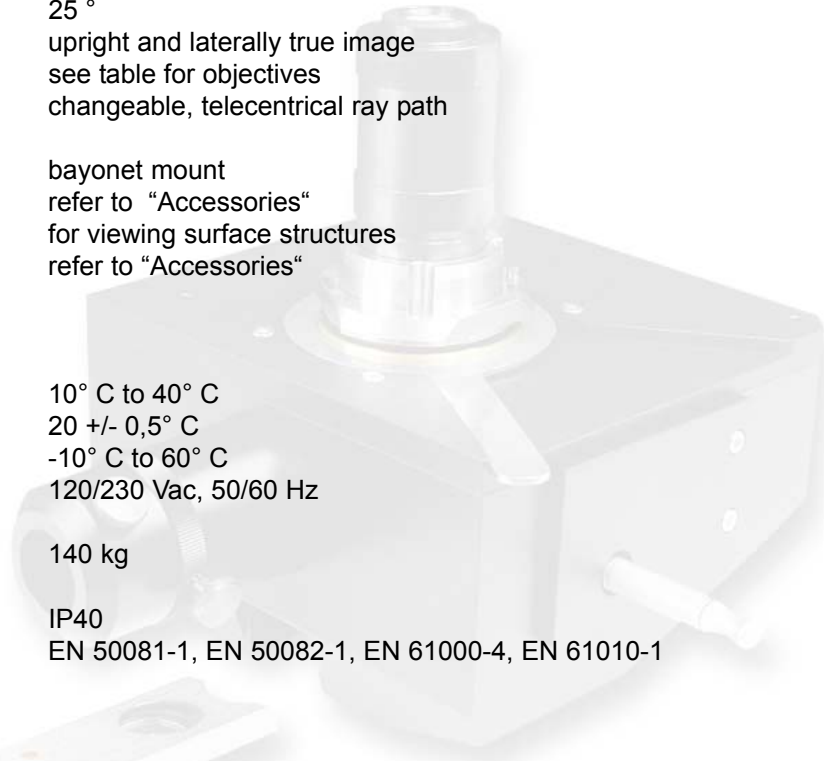 25 °
upright and laterally true image
see table for objectives
changeable, telecentrical ray path
bayonet mount
refer to  “Accessories“
for viewing surface structures
refer to “Accessories“
10° C to 40° C
20 +/- 0,5° C
-10° C to 60° C
120/230 Vac, 50/60 Hz
140 kg
IP40
EN 50081-1, EN 50082-1, EN 61000-4, EN 61010-1